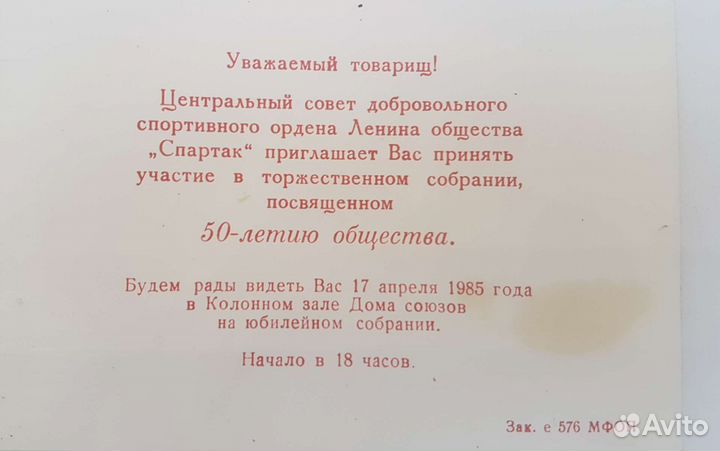 Уважаемый товарищ!
Центральный совет добровольного
спортивного ордена Ленина общества
„Спартак“ приглашает Вас принять
участие в торжественном собрании,
посвященном
50-летию общества.
Будем рады видеть Вас 17 апреля 1985 года
в Колонном зале Дома союзов
на юбилейном собрании.
Начало в 18 часов.
Зак. е 576
Avito